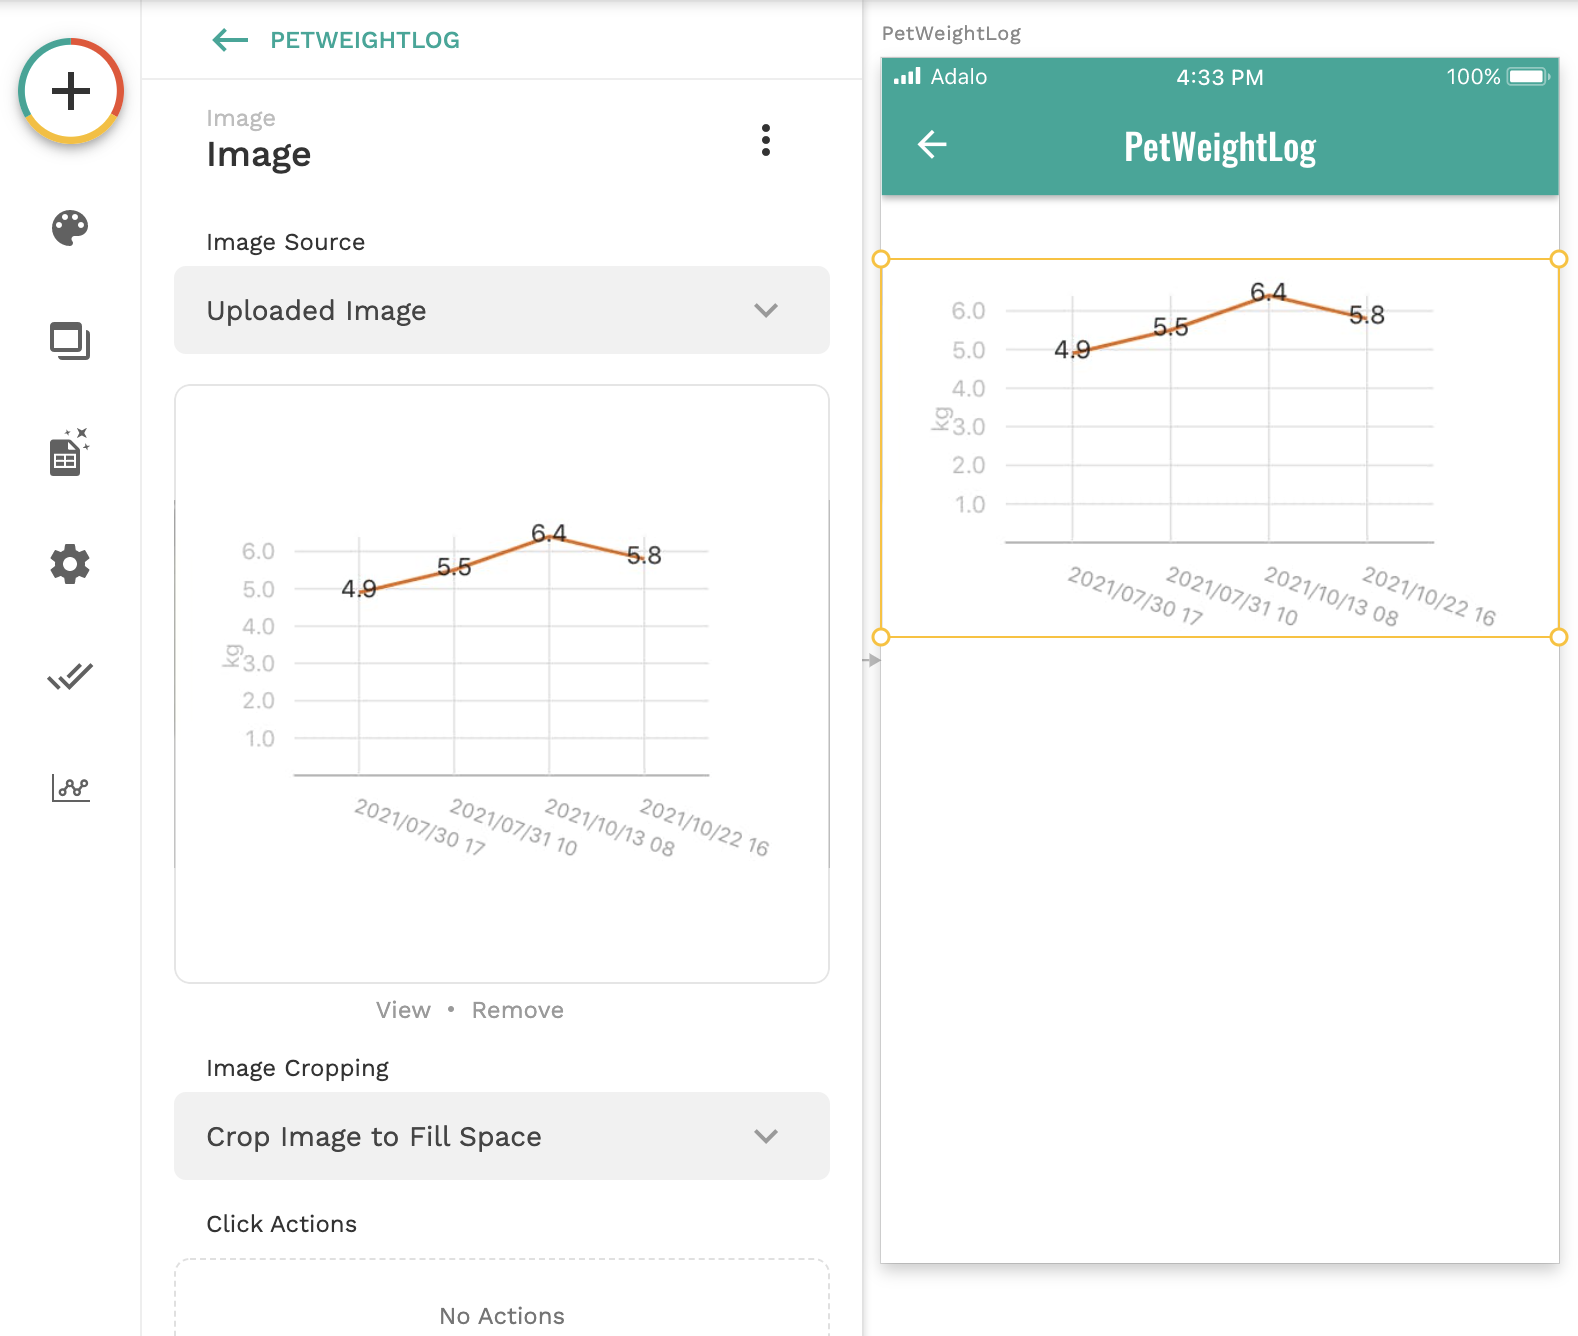 PETWEIGHTLOG
Image
Image
Image Source
Uploaded Image
6.0
5.0
4.0
3.0
2.0
1.0
kg
4.9
5.5
6.4
5.8
2021/07/30 17
2021/07/31 10
2021/10/13 08
2021/10/22 16
View • Remove
Image Cropping
Crop Image to Fill Space
Click Actions
No Actions
PetWeightLog
Adalo 4:33 PM 100%
PetWeightLog
6.0
5.0
4.0
3.0
2.0
1.0
kg
4.9
5.5
6.4
5.8
2021/07/30 17
2021/07/31 10
2021/10/13 08
2021/10/22 16